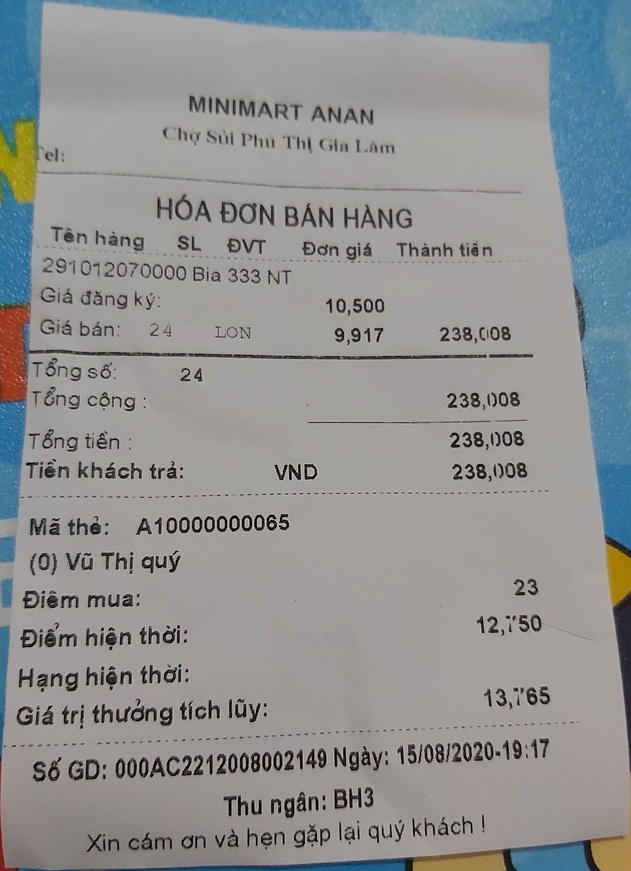 MINIMART ANAN
Chợ Sủi Phú Thị Gia Lâm
Tel:
HÓA ĐƠN BÁN HÀNG
Tên hàng SL ĐVT Đơn giá Thành tiền
291012070000 Bia 333 NT
Giá đăng ký: 10,500
Giá bán: 24 LON 9,917 238,008
Tổng số: 24
Tổng cộng : 238,008
Tổng tiền : 238,008
Tiền khách trả: VND 238,008
Mã thẻ: A10000000065
(0) Vũ Thị quý
Điểm mua: 23
Điểm hiện thời: 12,750
Hạng hiện thời:
Giá trị thưởng tích lũy: 13,765
Số GD: 000AC2212008002149 Ngày: 15/08/2020-19:17
Thu ngân: BH3
Xin cám ơn và hẹn gặp lại quý khách !